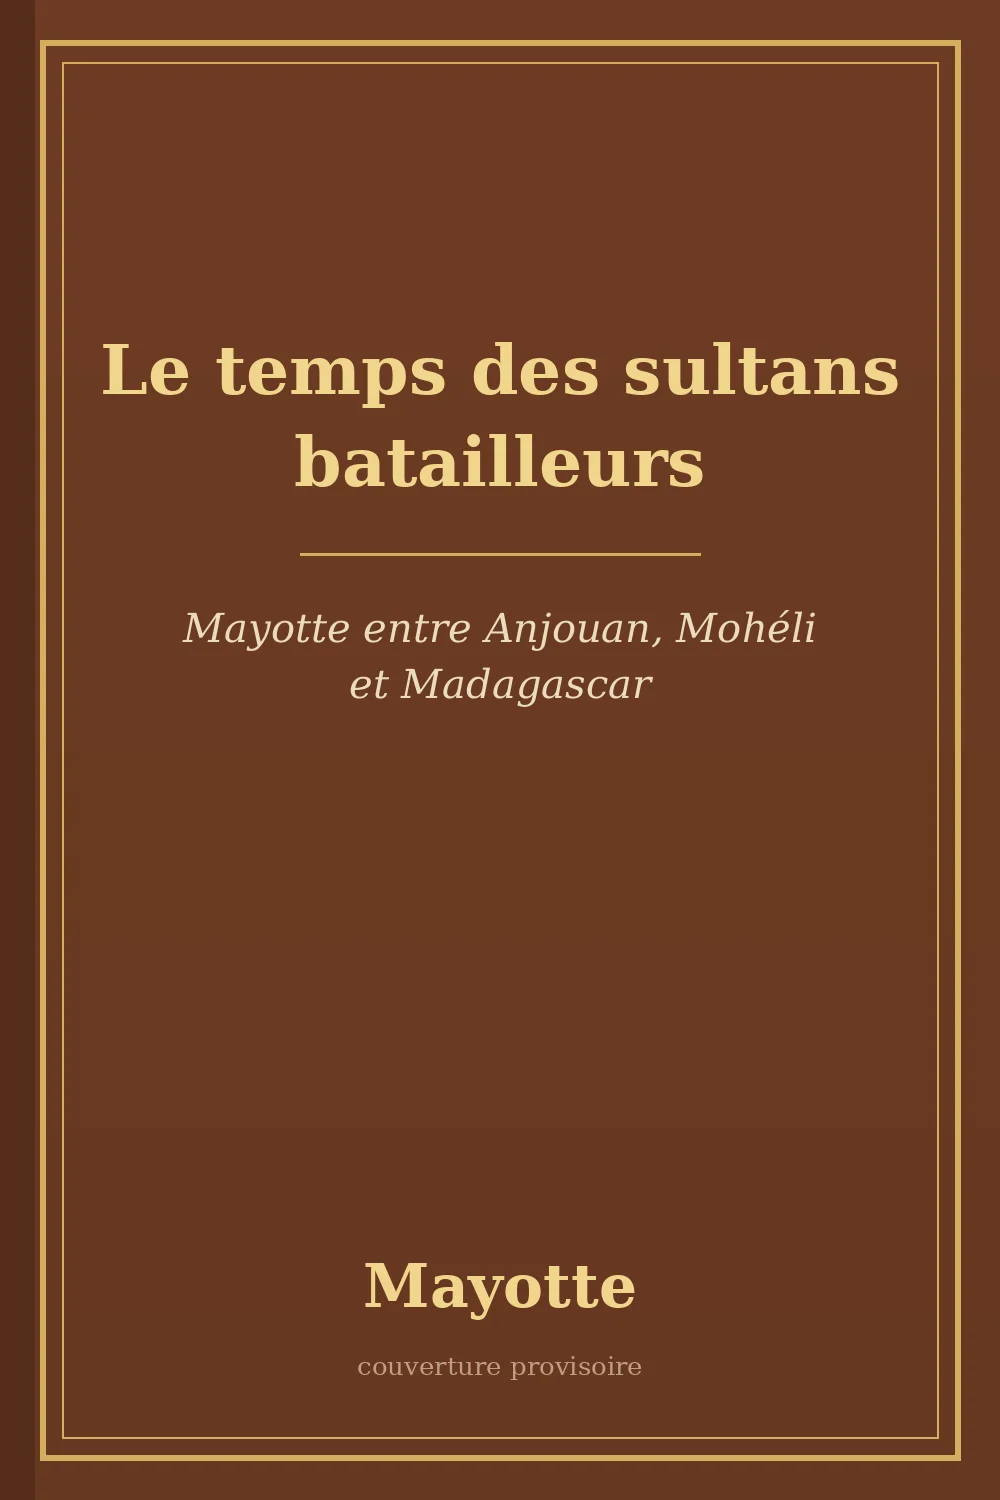 Le temps des sultans
batailleurs
Mayotte entre Anjouan, Mohéli
et Madagascar
Mayotte
couverture provisoire